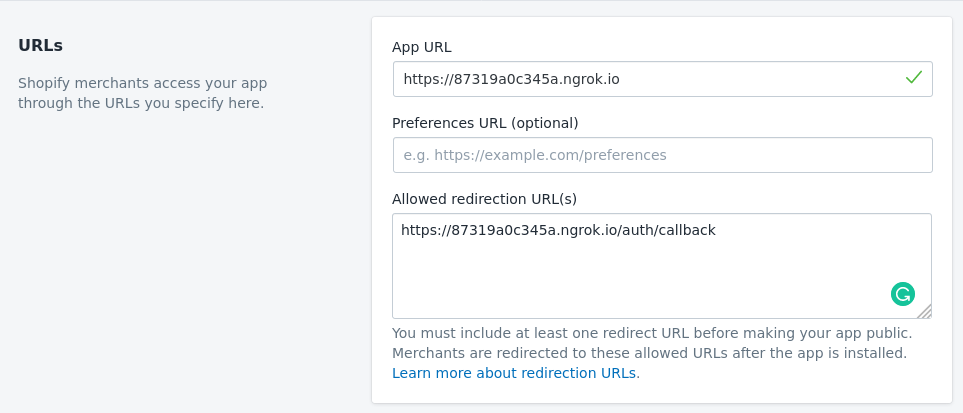 URLs
Shopify merchants access your app
through the URLs you specify here.
App URL
https://87319a0c345a.ngrok.io
Preferences URL (optional)
e.g. https://example.com/preferences
Allowed redirection URL(s)
https://87319a0c345a.ngrok.io/auth/callback
You must include at least one redirect URL before making your app public.
Merchants are redirected to these allowed URLs after the app is installed.
Learn more about redirection URLs.